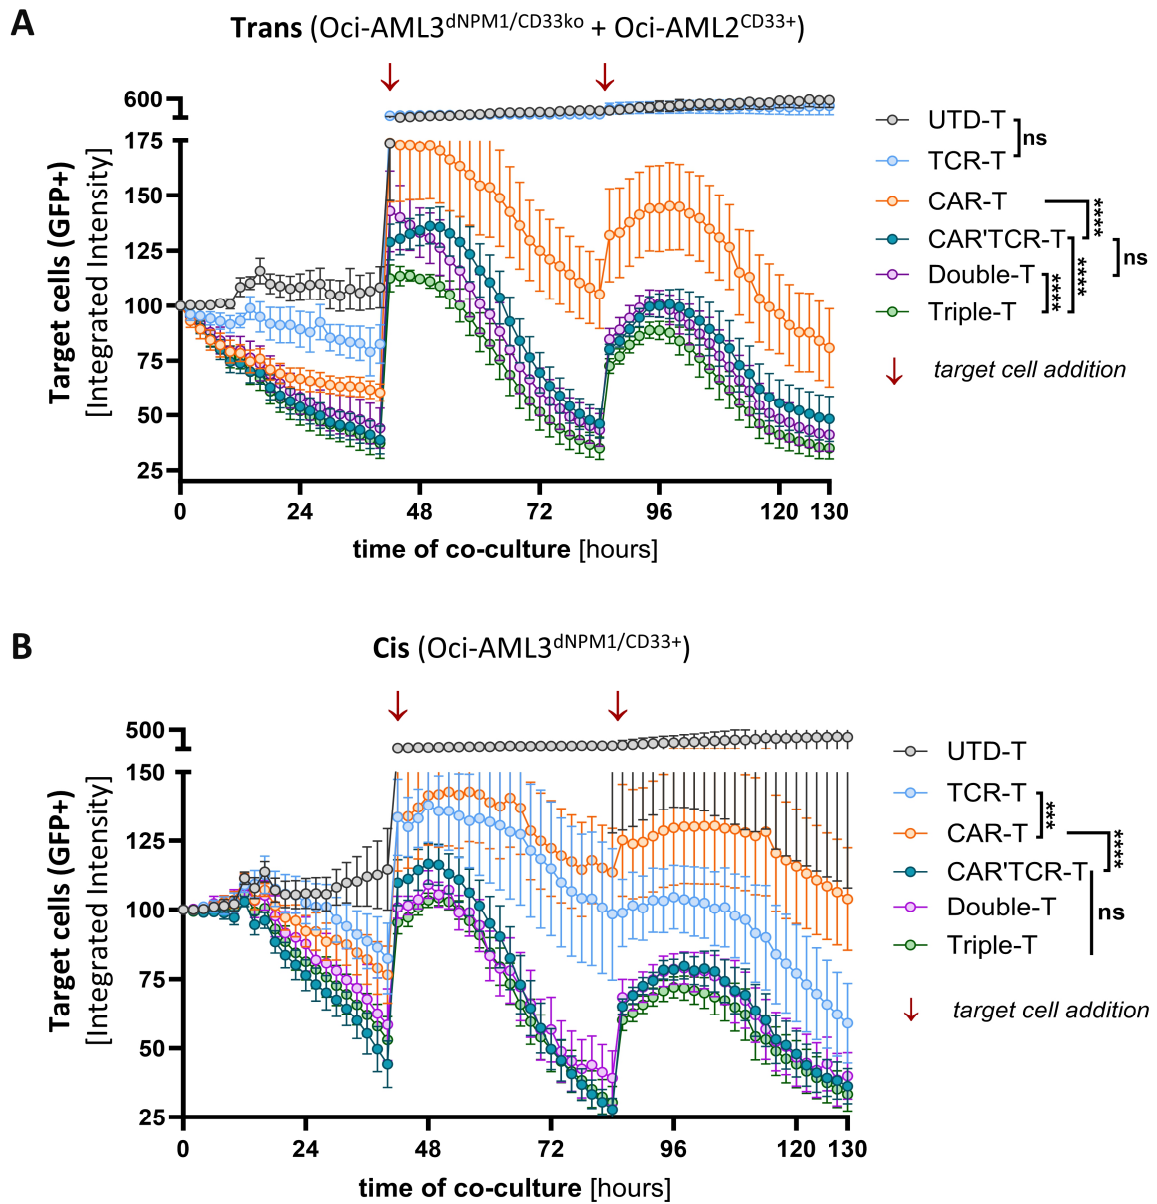 A
Trans (Oci-AML3dNPM1/CD33ko + Oci-AML2CD33+)
Target cells (GFP+)
[Integrated Intensity]
600
175
150
125
100
75
50
25
0 24 48 72 96 120 130
time of co-culture [hours]
UTD-T
TCR-T
ns
CAR-T
CAR'TCR-T
Double-T
Triple-T
****
****
****
ns
target cell addition
B
Cis (Oci-AML3dNPM1/CD33+)
Target cells (GFP+)
[Integrated Intensity]
500
150
125
100
75
50
25
0 24 48 72 96 120 130
time of co-culture [hours]
UTD-T
TCR-T
CAR-T
CAR'TCR-T
Double-T
Triple-T
***
****
ns
target cell addition